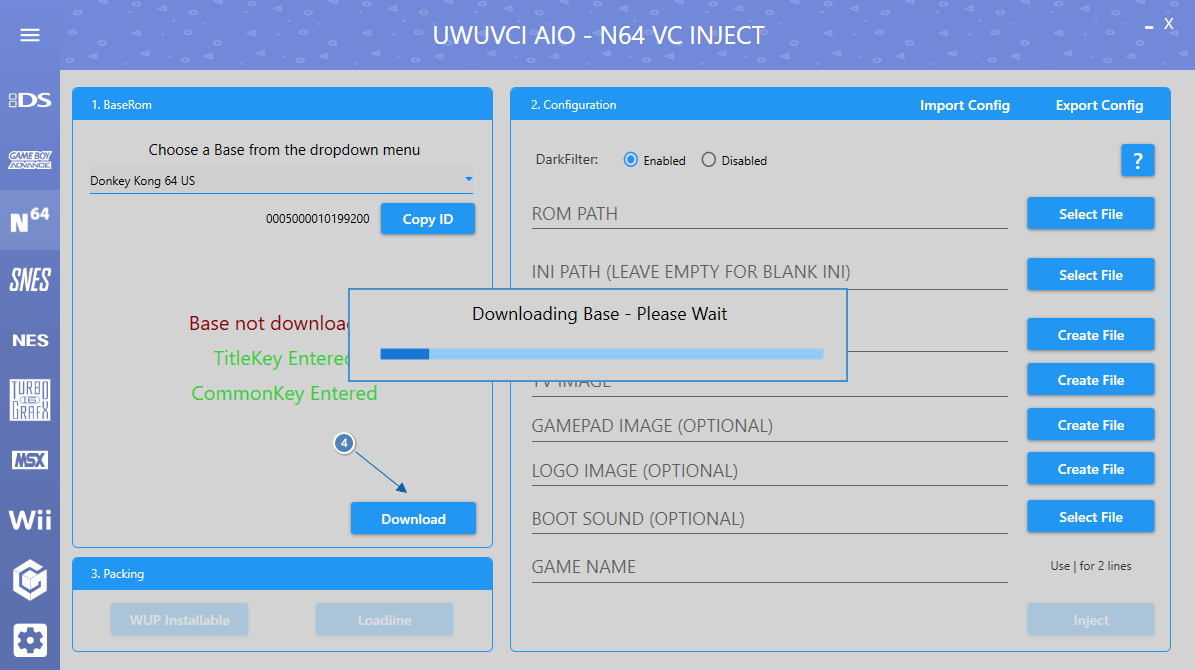 UWUVCI AIO - N64 VC INJECT
X
DS
GAME BOY ADVANCE
N64
SNES
NES
TURBO 16 GRAFX
MSX
Wii
1. BaseRom
Choose a Base from the dropdown menu
Donkey Kong 64 US
0005000010199200
Copy ID
Base not downloa
TitleKey Entered
CommonKey Entered
4
Download
3. Packing
WUP Installable
Loadiine
2. Configuration
Import Config
Export Config
DarkFilter:
Enabled
Disabled
?
ROM PATH
Select File
INI PATH (LEAVE EMPTY FOR BLANK INI)
Select File
Downloading Base - Please Wait
Create File
TV IMAGE
Create File
GAMEPAD IMAGE (OPTIONAL)
Create File
LOGO IMAGE (OPTIONAL)
Create File
BOOT SOUND (OPTIONAL)
Select File
GAME NAME
Use | for 2 lines
Inject